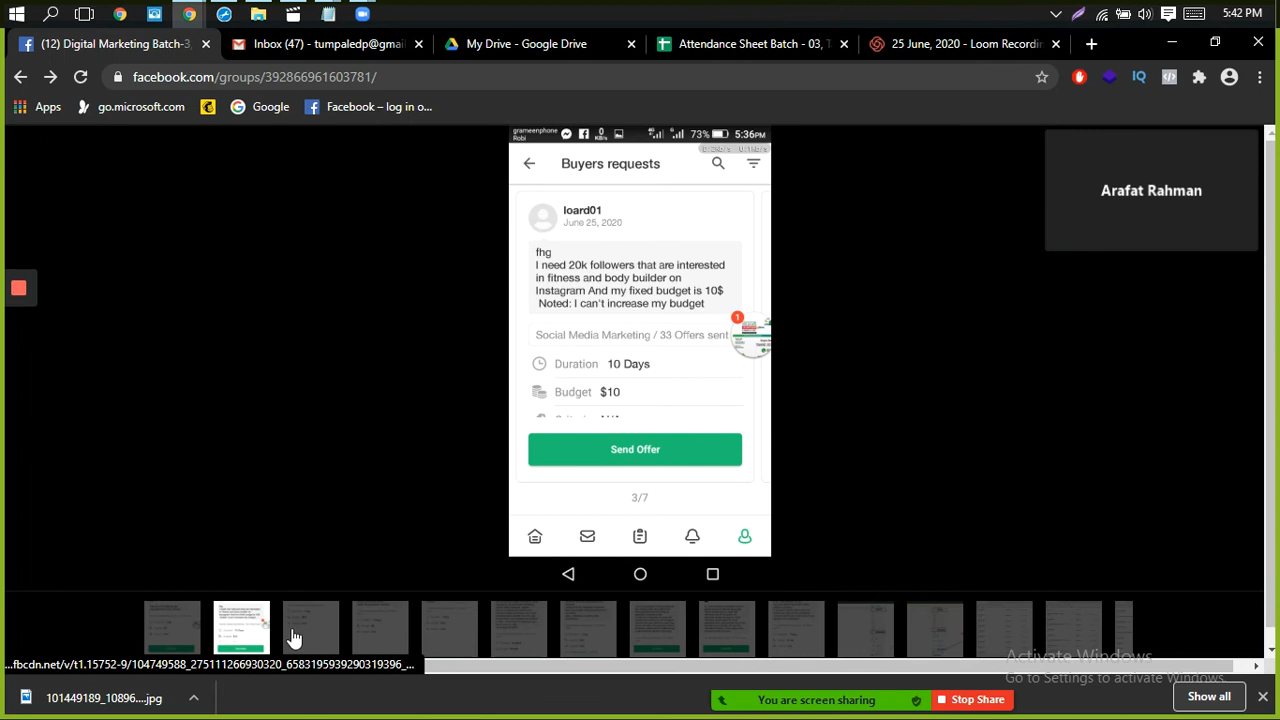 5:42 PM
(12) Digital Marketing Batch-3,
Inbox (47) - tumpaledp@gmai
My Drive - Google Drive
Attendance Sheet Batch - 03, T
25 June, 2020 - Loom Recordin
facebook.com/groups/392866961603781/
IQ
Apps
go.microsoft.com
Google
Facebook – log in o...
grameenphone
Robi
0
KB/s
73%
5:36PM
Buyers requests
Arafat Rahman
loard01
June 25, 2020
fhg
I need 20k followers that are interested
in fitness and body builder on
Instagram And my fixed budget is 10$
Noted: I can't increase my budget
1
Social Media Marketing / 33 Offers sent
Duration 10 Days
Budget $10
Send Offer
3/7
...fbcdn.net/v/t1.15752-9/104749588_275111266930320_6583195939290319396_...
Activate Windows
Go to Settings to activate Windows.
101449189_10896....jpg
You are screen sharing
Stop Share
Show all